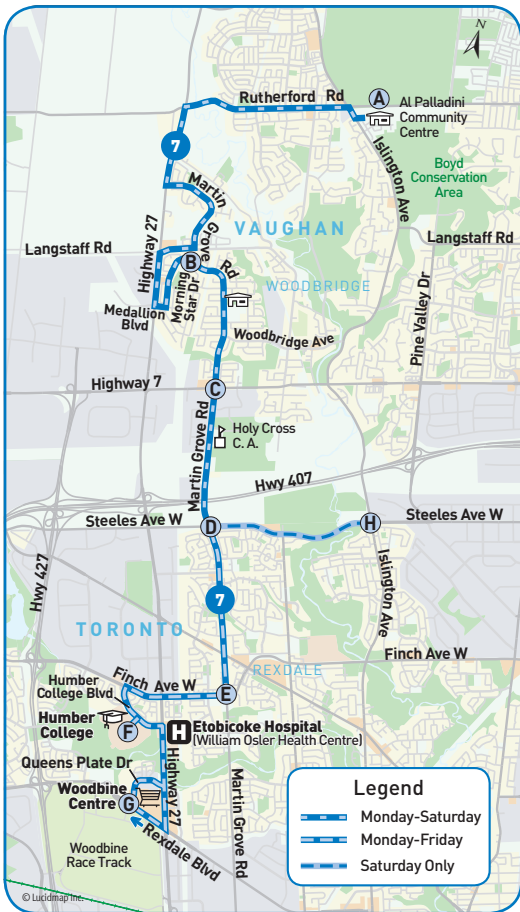 N
Rutherford Rd
A
Al Palladini
Community
Centre
7
Islington Ave
Boyd
Conservation
Area
Martin
Grove
Rd
VAUGHAN
Highway 27
Langstaff Rd
Langstaff Rd
B
WOODBRIDGE
Morning
Star Dr
Medallion
Blvd
Pine Valley Dr
Woodbridge Ave
Highway 7
C
Martin Grove Rd
Holy Cross
C. A.
Hwy 407
Steeles Ave W
D
H
Steeles Ave W
Hwy 427
Islington Ave
7
TORONTO
Finch Ave W
REXDALE
Humber
College Blvd
Finch Ave W
E
Humber
College
F
H
Etobicoke Hospital
(William Osler Health Centre)
Queens Plate Dr
Highway 27
Woodbine
Centre
G
Martin Grove Rd
Rexdale Blvd
Woodbine
Race Track
Legend
Monday-Saturday
Monday-Friday
Saturday Only
© Lucidmap Inc.